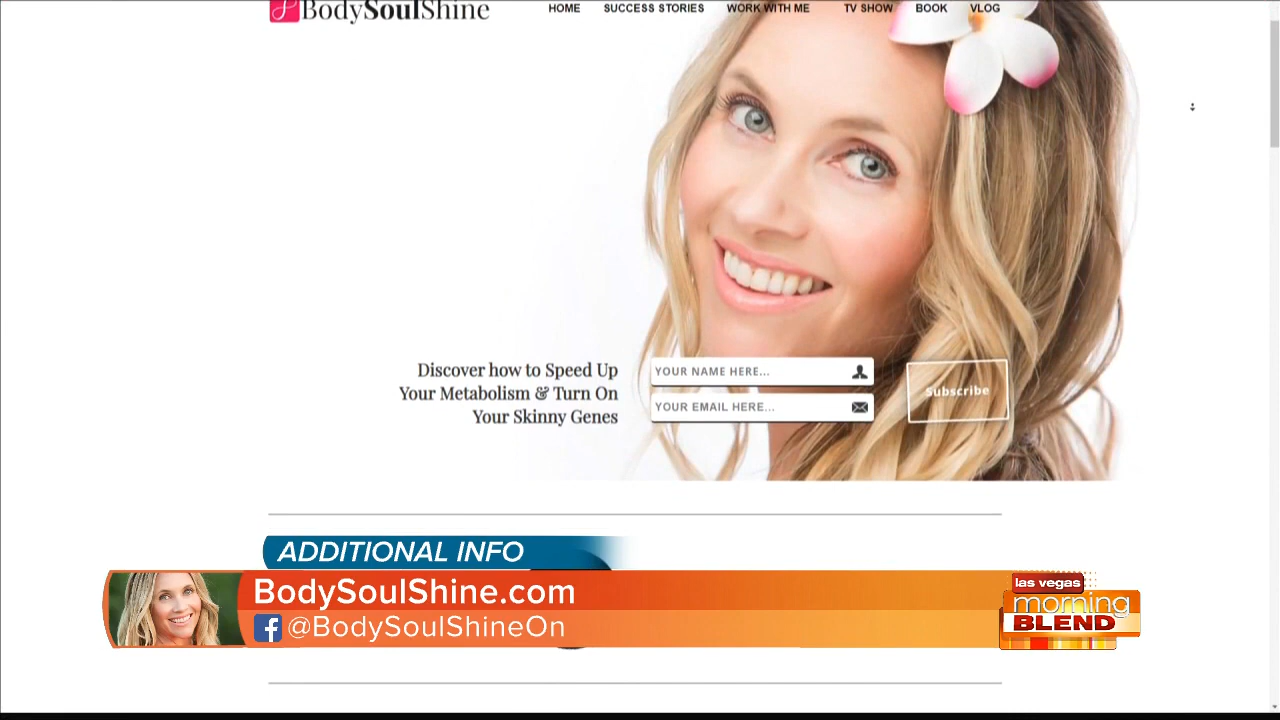 BodySoulShine
HOME SUCCESS STORIES WORK WITH ME TV SHOW BOOK VLOG
Discover how to Speed Up
Your Metabolism & Turn On
Your Skinny Genes
YOUR NAME HERE...
YOUR EMAIL HERE...
Subscribe
ADDITIONAL INFO
BodySoulShine.com
@BodySoulShineOn
las vegas
morning
BLEND